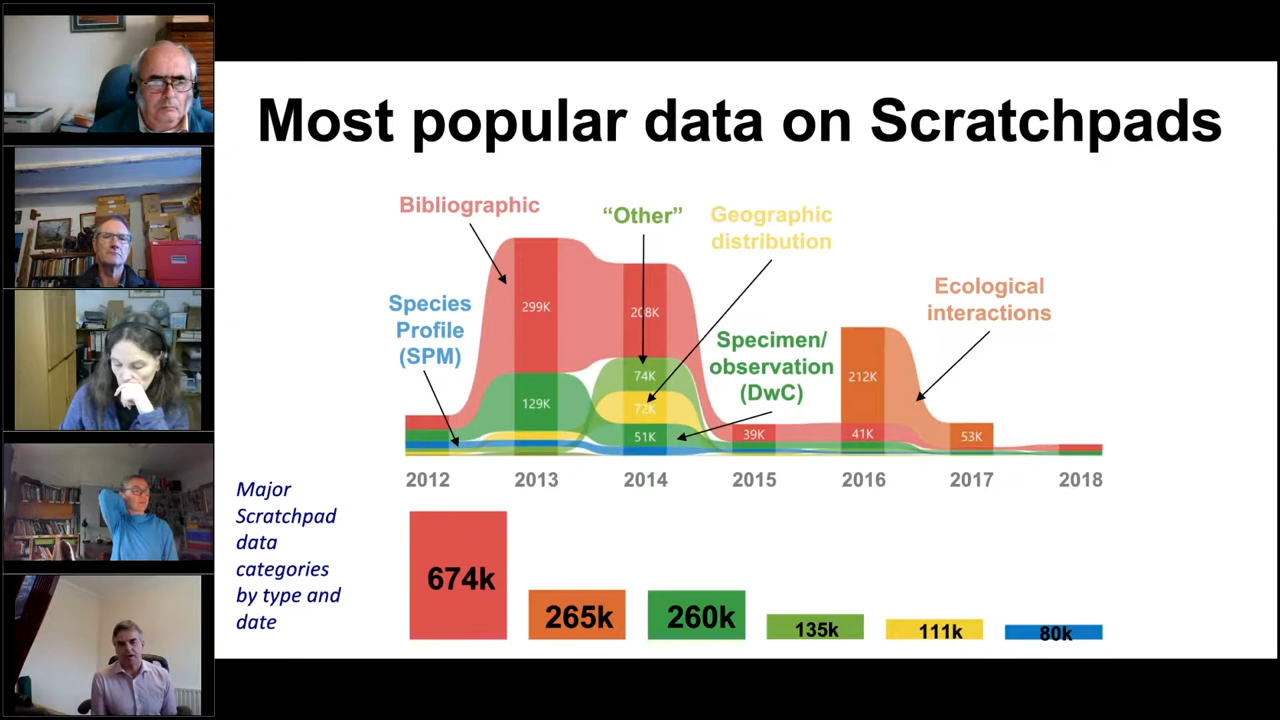 Most popular data on Scratchpads
Bibliographic
“Other”
Geographic
distribution
Species
Profile
(SPM)
Ecological
interactions
Specimen/
observation
(DwC)
299K
208K
129K
74K
72K
51K
39K
212K
41K
53K
2012 2013 2014 2015 2016 2017 2018
Major
Scratchpad
data
categories
by type and
date
674k 265k 260k 135k 111k 80k